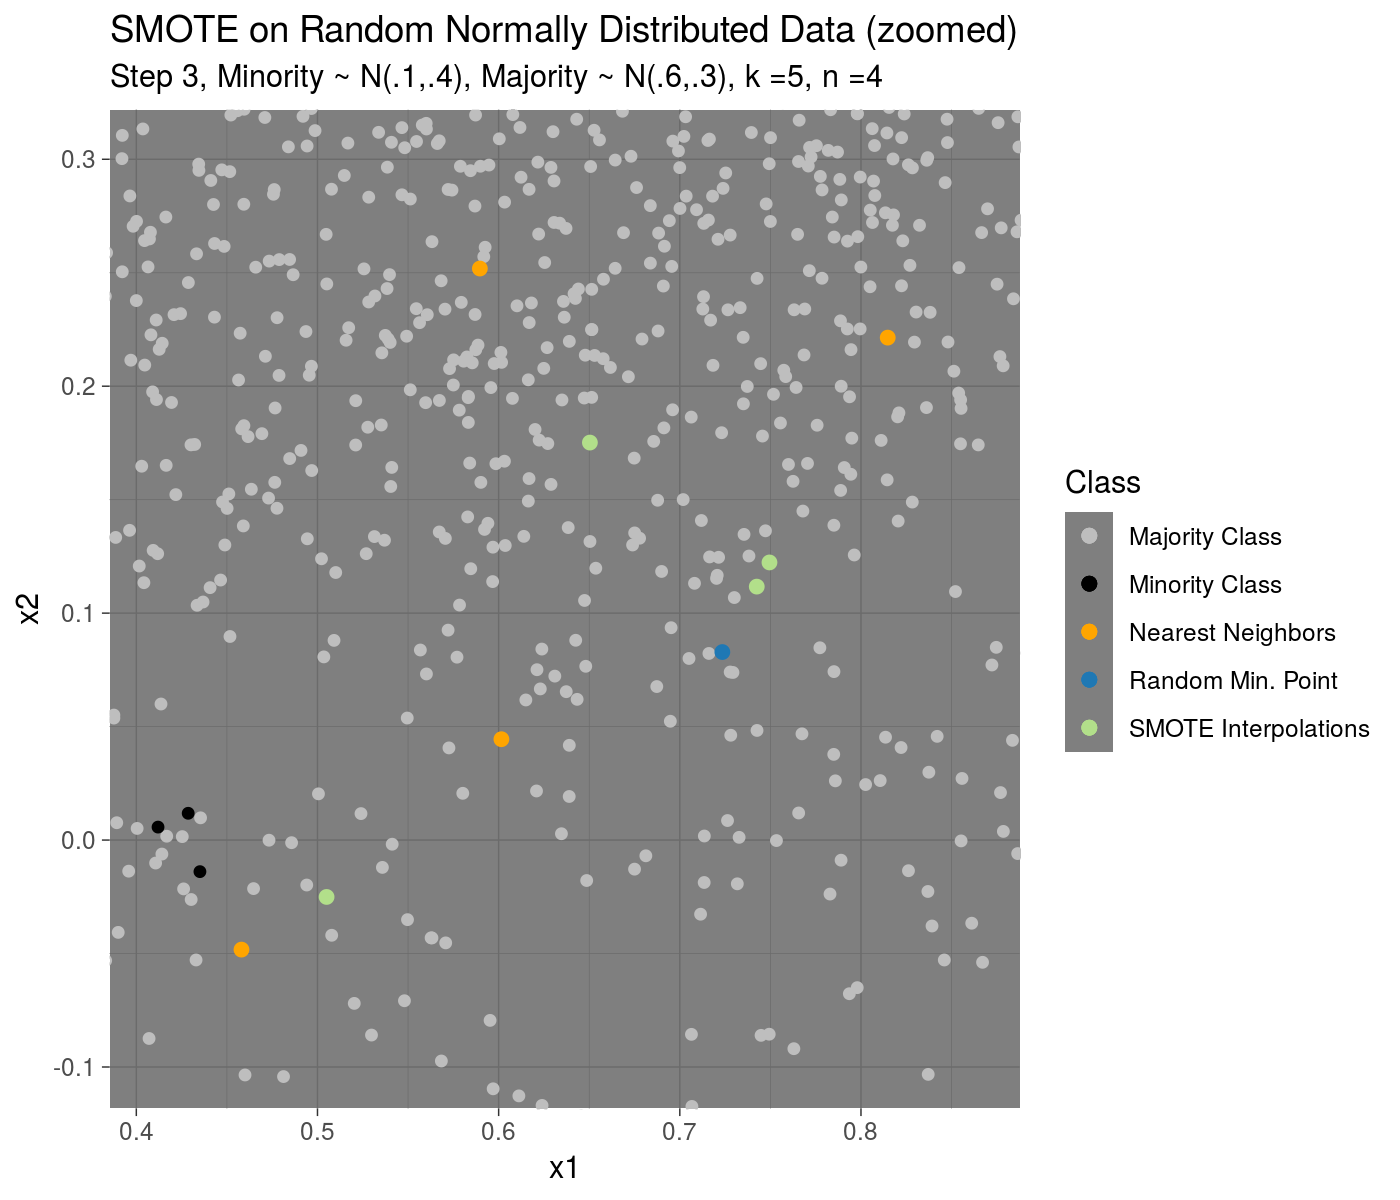 SMOTE on Random Normally Distributed Data (zoomed)
Step 3, Minority ~ N(.1,.4), Majority ~ N(.6,.3), k =5, n =4
0.3
0.2
0.1
0.0
-0.1
x2
0.4 0.5 0.6 0.7 0.8
x1
Class
Majority Class
Minority Class
Nearest Neighbors
Random Min. Point
SMOTE Interpolations